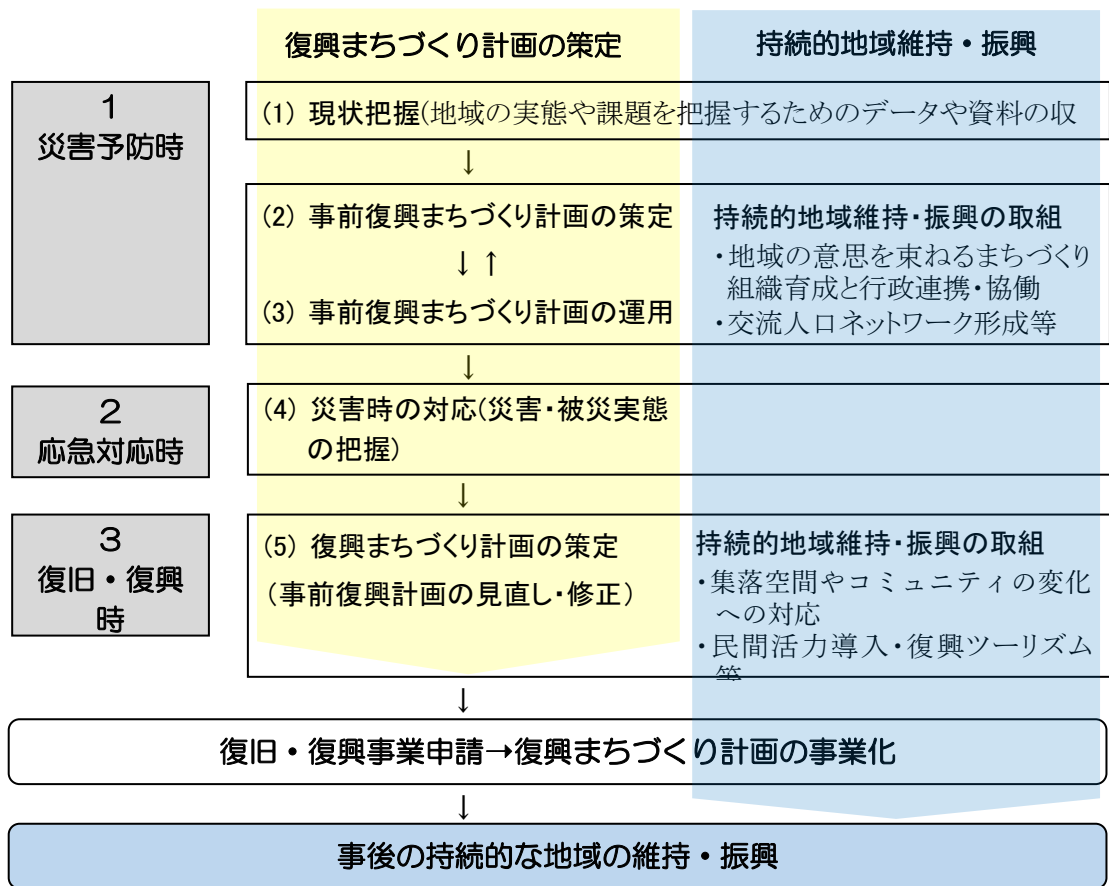 復興まちづくり計画の策定
持続的地域維持・振興
１
災害予防時
(1) 現状把握(地域の実態や課題を把握するためのデータや資料の収
↓
(2) 事前復興まちづくり計画の策定
↓ ↑
(3) 事前復興まちづくり計画の運用
持続的地域維持・振興の取組
・地域の意思を束ねるまちづくり
組織育成と行政連携・協働
・交流人口ネットワーク形成等
↓
２
応急対応時
(4) 災害時の対応(災害・被災実態
の把握)
↓
３
復旧・復興
時
(5) 復興まちづくり計画の策定
（事前復興計画の見直し・修正）
持続的地域維持・振興の取組
・集落空間やコミュニティの変化
への対応
・民間活力導入・復興ツーリズム
等
↓
復旧・復興事業申請→復興まちづくり計画の事業化
↓
事後の持続的な地域の維持・振興